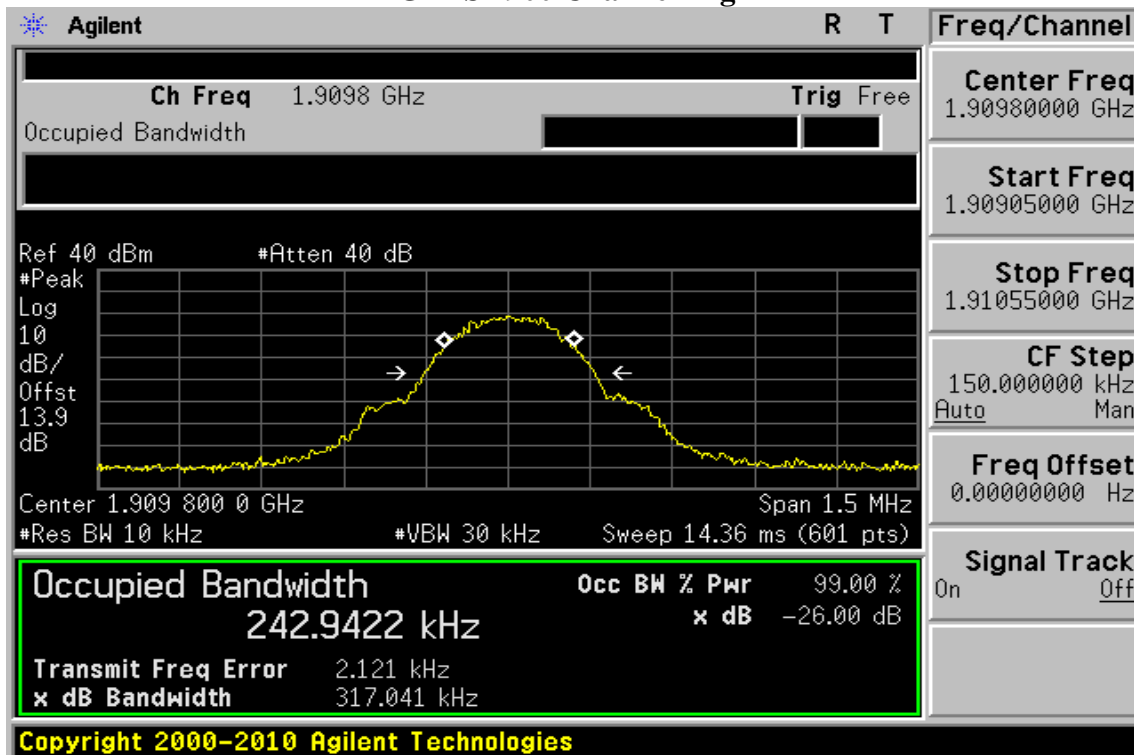 Agilent R T
Ch Freq 1.9098 GHz Trig Free
Occupied Bandwidth
Ref 40 dBm #Atten 40 dB
#Peak
Log
10
dB/
Offst
13.9
dB
Center 1.909 800 0 GHz Span 1.5 MHz
#Res BW 10 kHz #VBW 30 kHz Sweep 14.36 ms (601 pts)
Occupied Bandwidth
242.9422 kHz
Occ BW % Pwr 99.00 %
x dB -26.00 dB
Transmit Freq Error 2.121 kHz
x dB Bandwidth 317.041 kHz
Copyright 2000-2010 Agilent Technologies
Freq/Channel
Center Freq
1.90980000 GHz
Start Freq
1.90905000 GHz
Stop Freq
1.91055000 GHz
CF Step
150.000000 kHz
Auto Man
Freq Offset
0.00000000 Hz
Signal Track
On Off